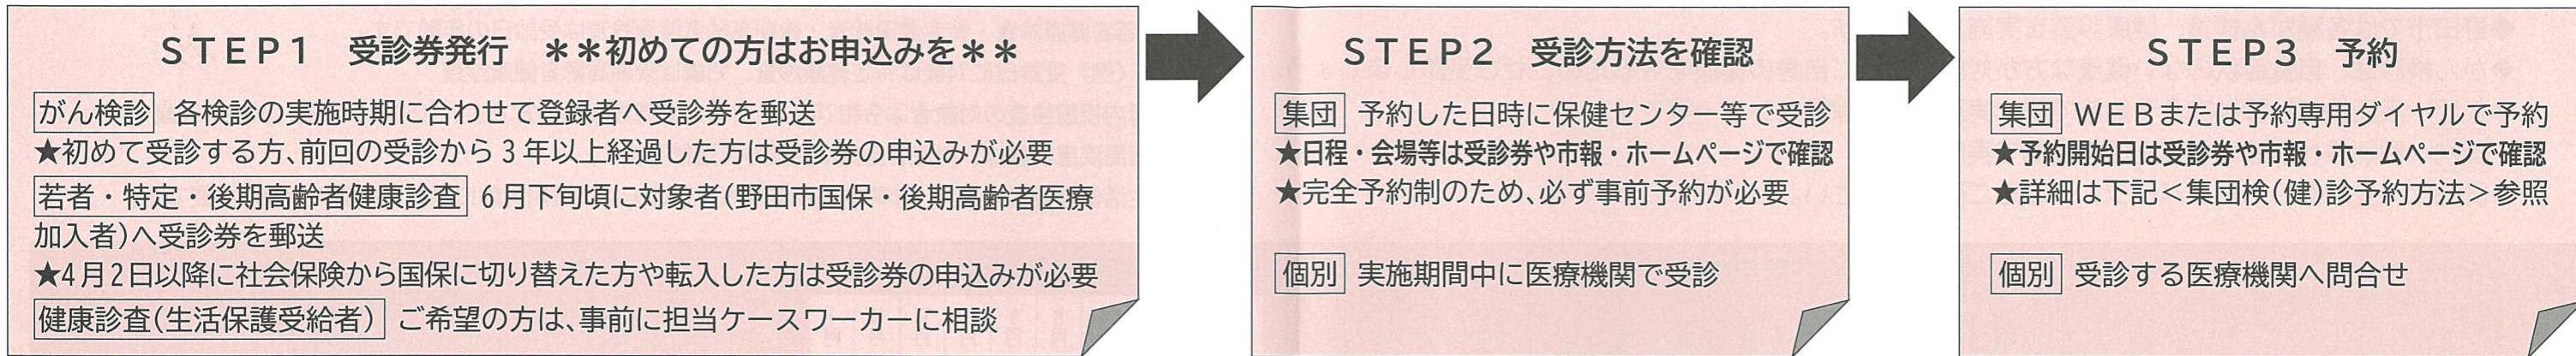 ＳＴＥＰ１　受診券発行　＊＊初めての方はお申込みを＊＊
がん検診 各検診の実施時期に合わせて登録者へ受診券を郵送
★初めて受診する方、前回の受診から３年以上経過した方は受診券の申込みが必要
若者・特定・後期高齢者健康診査 ６月下旬頃に対象者（野田市国保・後期高齢者医療
加入者）へ受診券を郵送
★4月2日以降に社会保険から国保に切り替えた方や転入した方は受診券の申込みが必要
健康診査（生活保護受給者） ご希望の方は、事前に担当ケースワーカーに相談
ＳＴＥＰ２　受診方法を確認
集団 予約した日時に保健センター等で受診
★日程・会場等は受診券や市報・ホームページで確認
★完全予約制のため、必ず事前予約が必要
個別 実施期間中に医療機関で受診
ＳＴＥＰ３　予約
集団 ＷＥＢまたは予約専用ダイヤルで予約
★予約開始日は受診券や市報・ホームページで確認
★詳細は下記＜集団検（健）診予約方法＞参照
個別 受診する医療機関へ問合せ